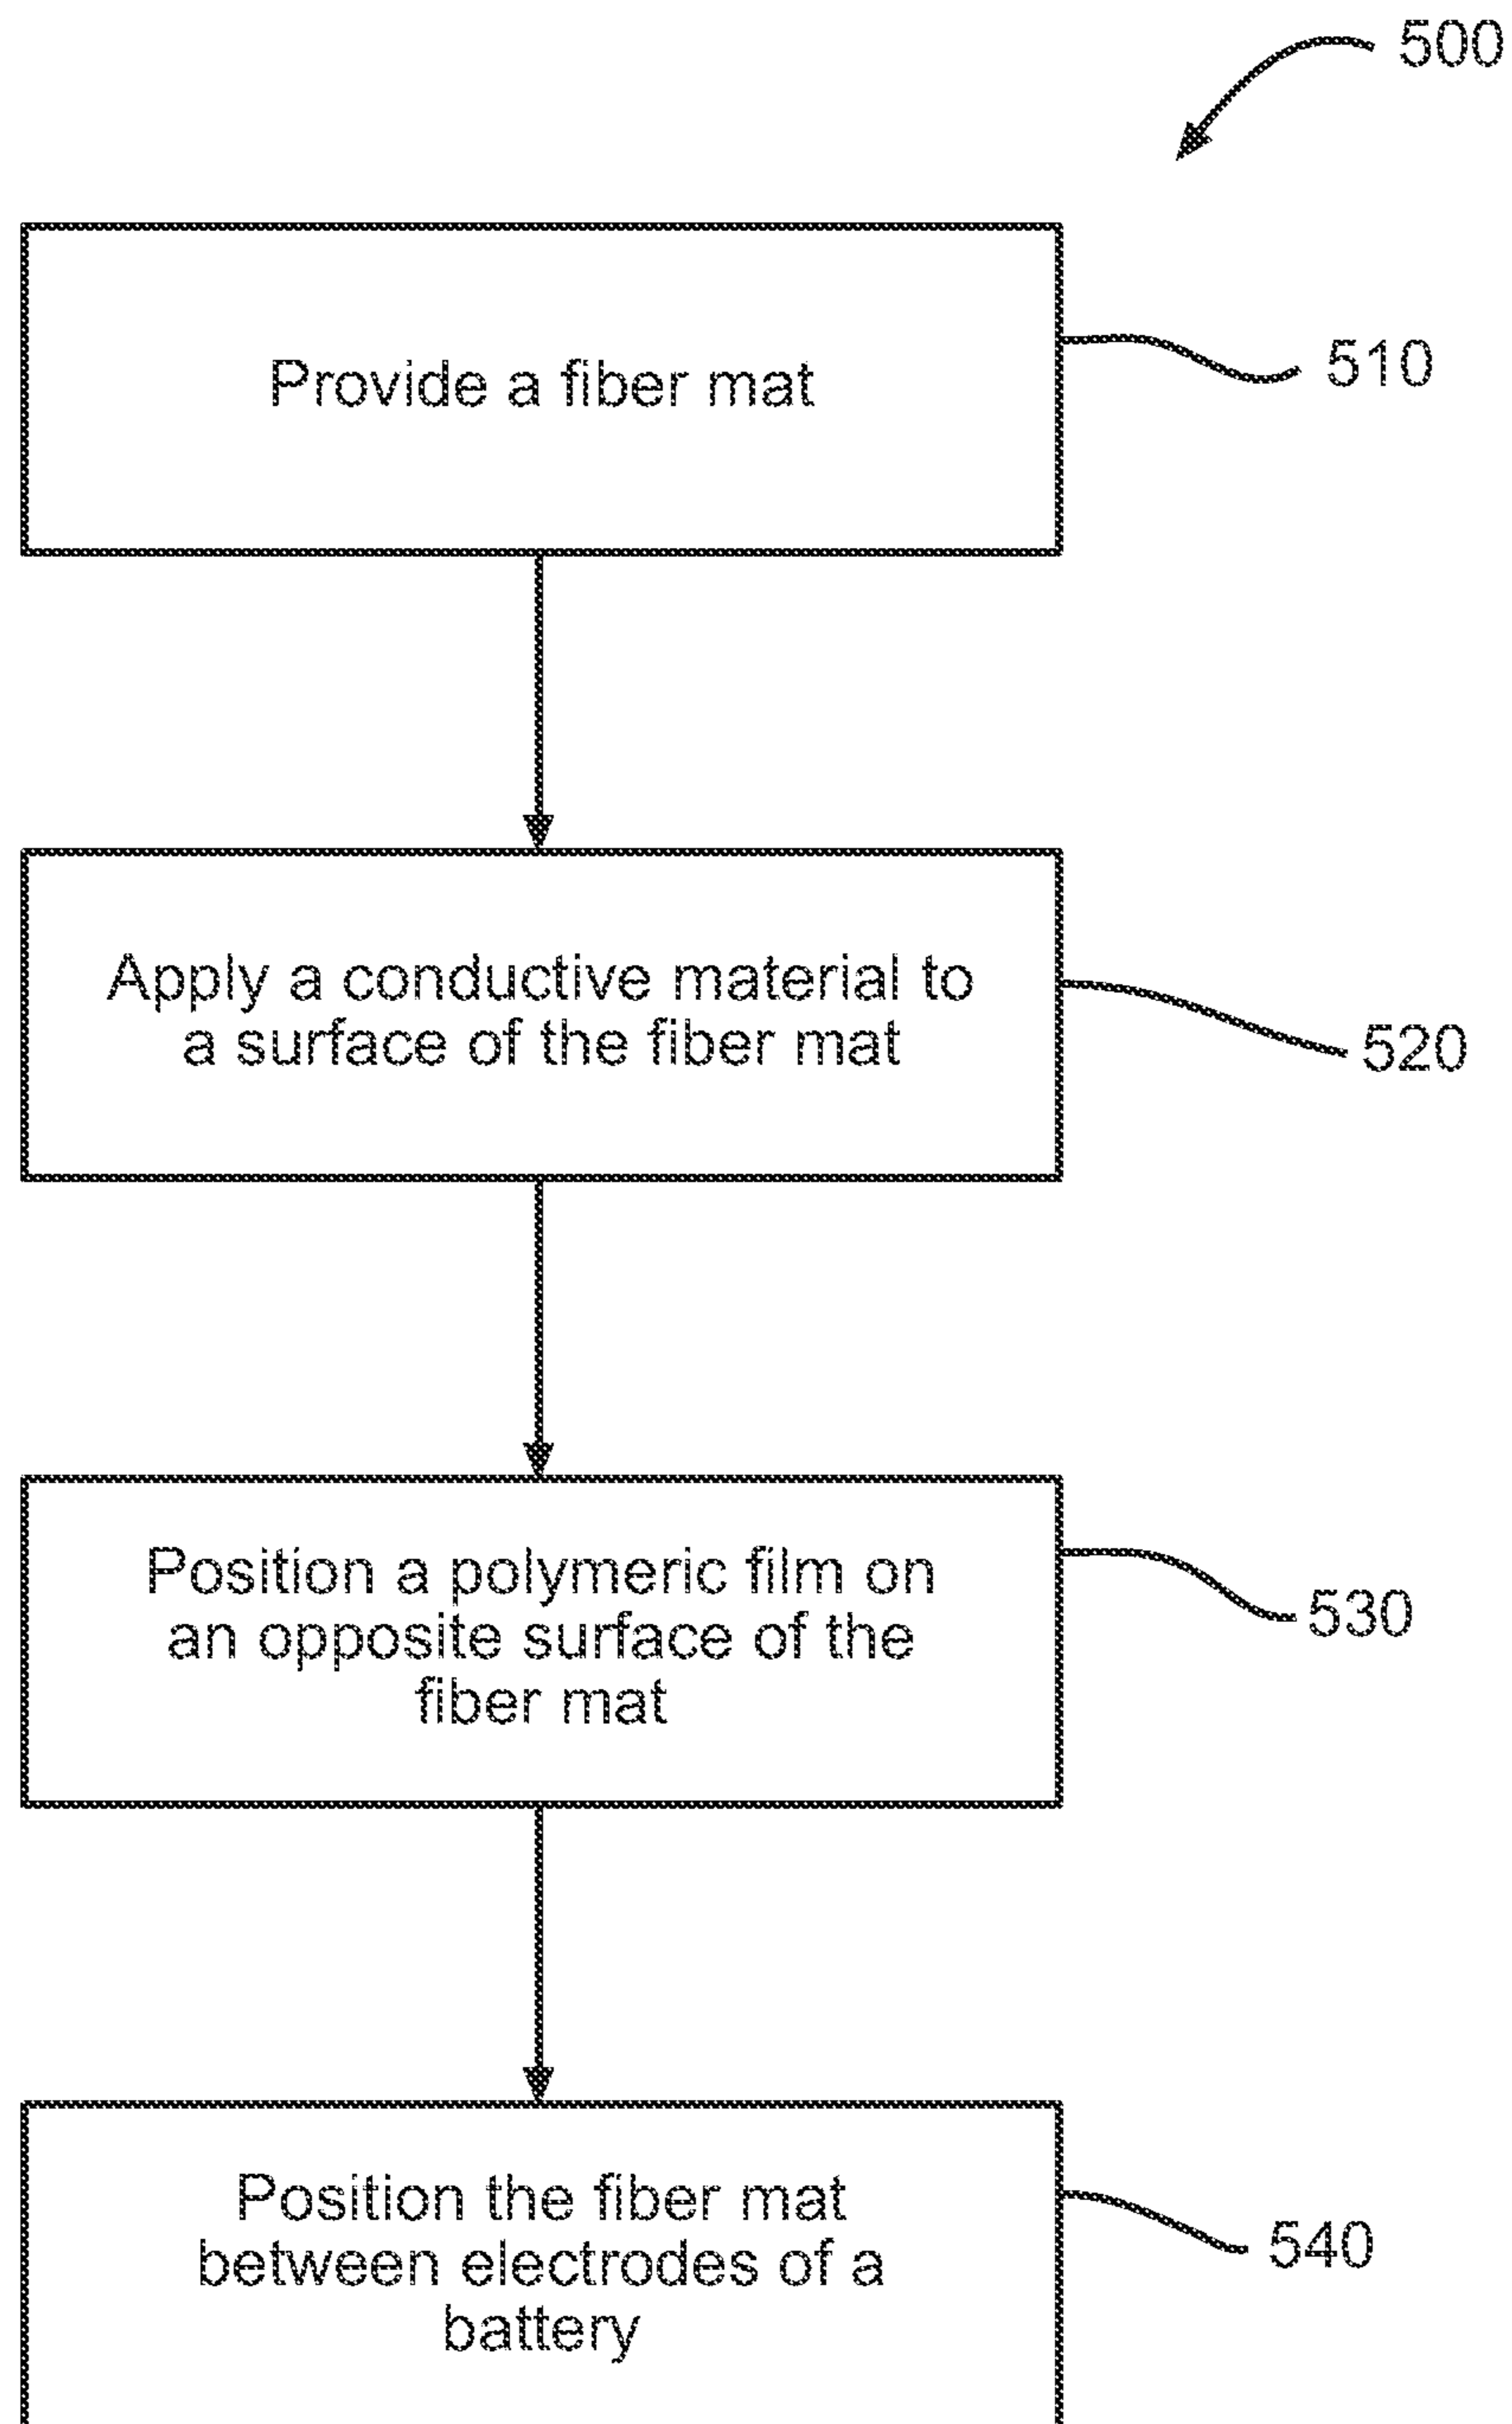 500
Provide a fiber mat
510
Apply a conductive material to
a surface of the fiber mat
520
Position a polymeric film on
an opposite surface of the
fiber mat
530
Position the fiber mat
between electrodes of a
battery
540